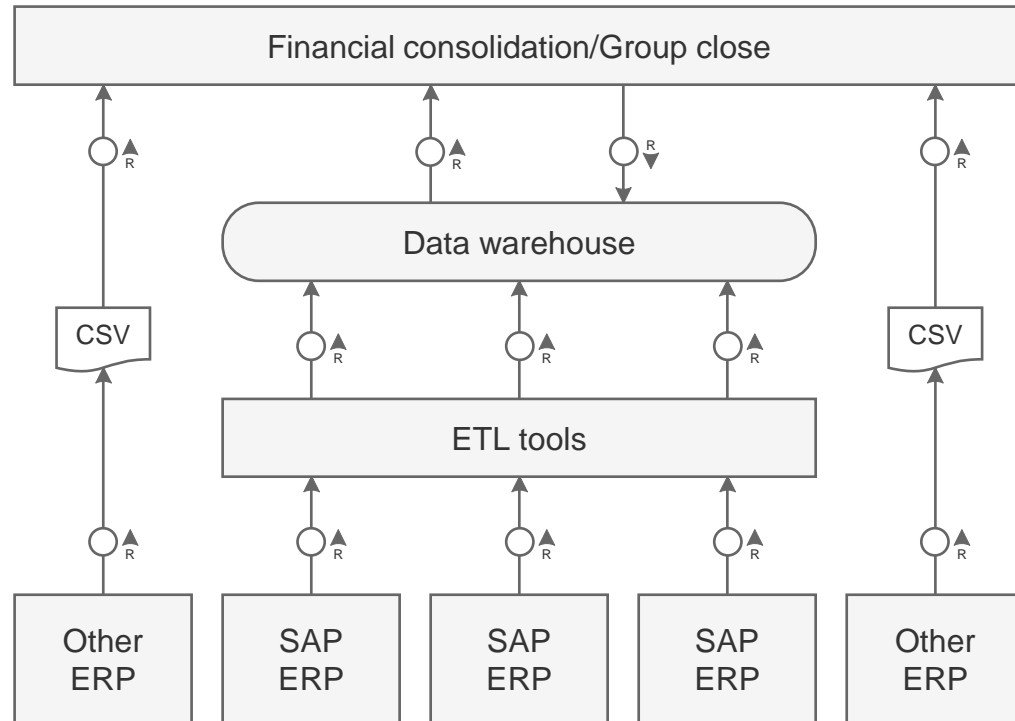 Financial consolidation/Group close
R
R
R
R
Data warehouse
CSV
CSV
R
R
R
ETL tools
R
R
R
R
R
Other
ERP
SAP
ERP
SAP
ERP
SAP
ERP
Other
ERP